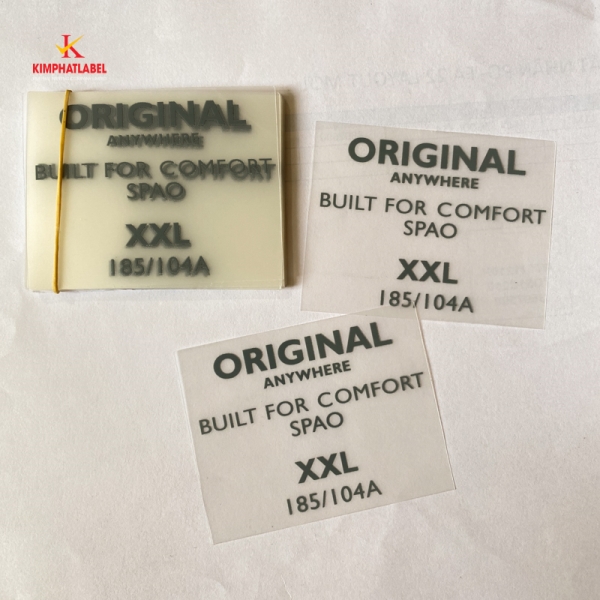 KIMPHATLABEL
ORIGINAL
ANYWHERE
BUILT FOR COMFORT
SPAO
XXL
185/104A
ORIGINAL
ANYWHERE
BUILT FOR COMFORT
SPAO
XXL
185/104A
ORIGINAL
ANYWHERE
BUILT FOR COMFORT
SPAO
XXL
185/104A